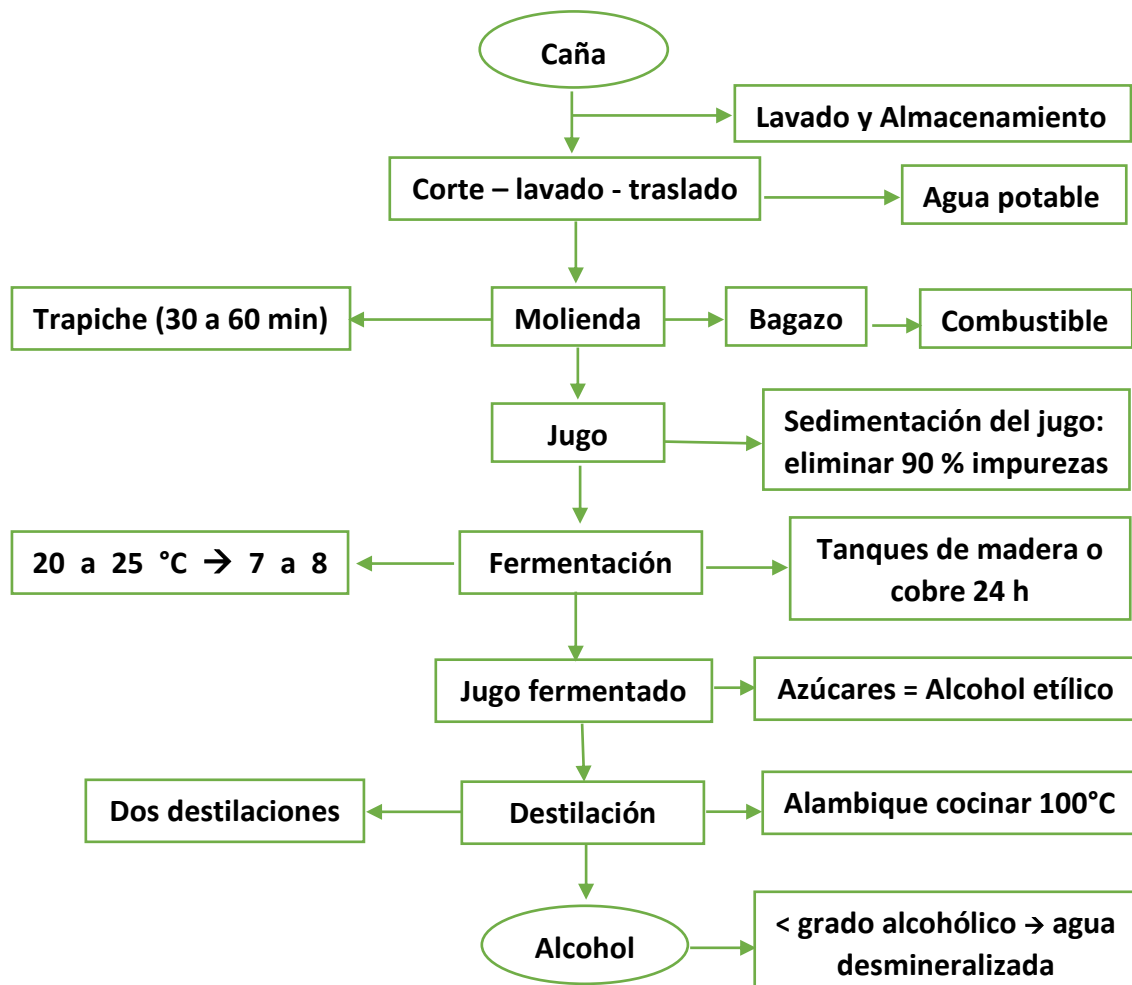 Caña
Lavado y Almacenamiento
Corte – lavado - traslado
Agua potable
Trapiche (30 a 60 min)
Molienda
Bagazo
Combustible
Jugo
Sedimentación del jugo:
eliminar 90 % impurezas
20 a 25 °C → 7 a 8
Fermentación
Tanques de madera o
cobre 24 h
Jugo fermentado
Azúcares = Alcohol etílico
Dos destilaciones
Destilación
Alambique cocinar 100°C
Alcohol
< grado alcohólico → agua
desmineralizada